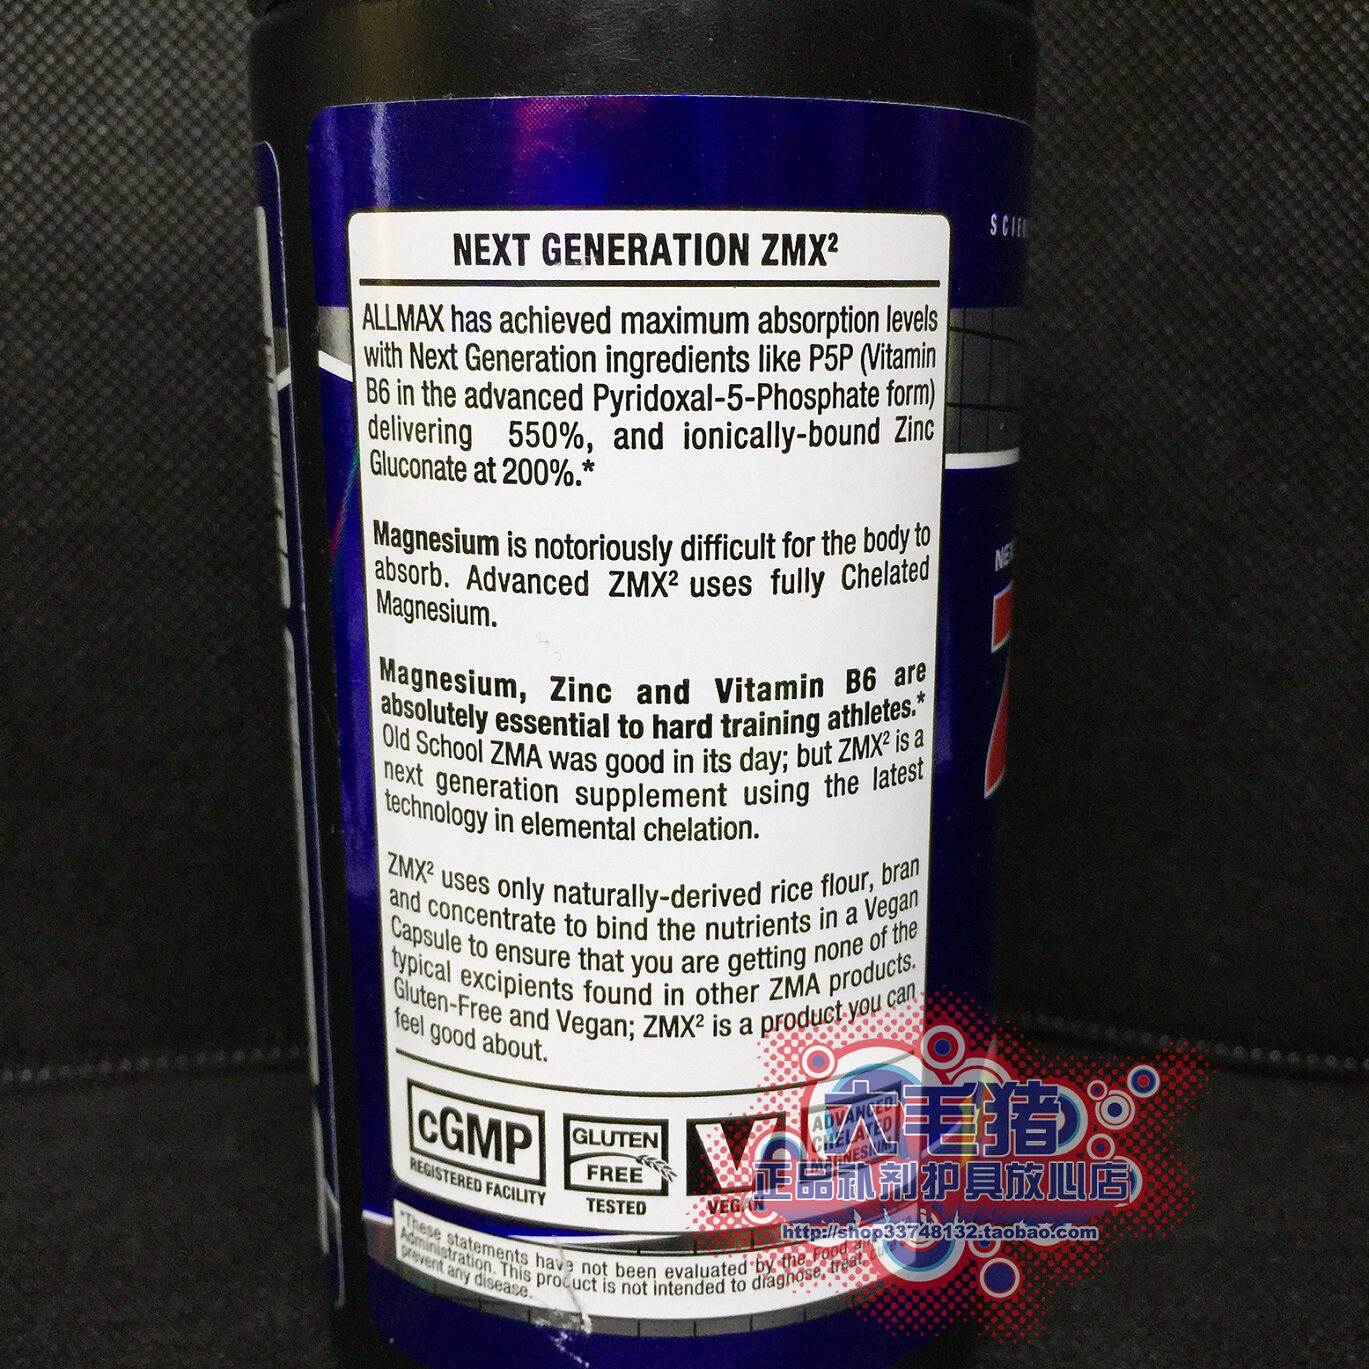 NEXT GENERATION ZMX²
ALLMAX has achieved maximum absorption levels
with Next Generation ingredients like P5P (Vitamin
B6 in the advanced Pyridoxal-5-Phosphate form)
delivering 550%, and ionically-bound Zinc
Gluconate at 200%.*
Magnesium is notoriously difficult for the body to
absorb. Advanced ZMX² uses fully Chelated
Magnesium.
Magnesium, Zinc and Vitamin B6 are
absolutely essential to hard training athletes.*
Old School ZMA was good in its day; but ZMX² is a
next generation supplement using the latest
technology in elemental chelation.
ZMX² uses only naturally-derived rice flour, bran
and concentrate to bind the nutrients in a Vegan
Capsule to ensure that you are getting none of the
typical excipients found in other ZMA products.
Gluten-Free and Vegan; ZMX² is a product you can
feel good about.
cGMP
REGISTERED FACILITY
GLUTEN
FREE
TESTED
V
VEGAN
ADVANCED
CHELATED
MAGNESIUM
*These statements have not been evaluated by the Food
Administration. This product is not intended to diagnose, treat,
prevent any disease.
大毛猪
正品补剂护具放心店
http://shop33748132.taobao.com